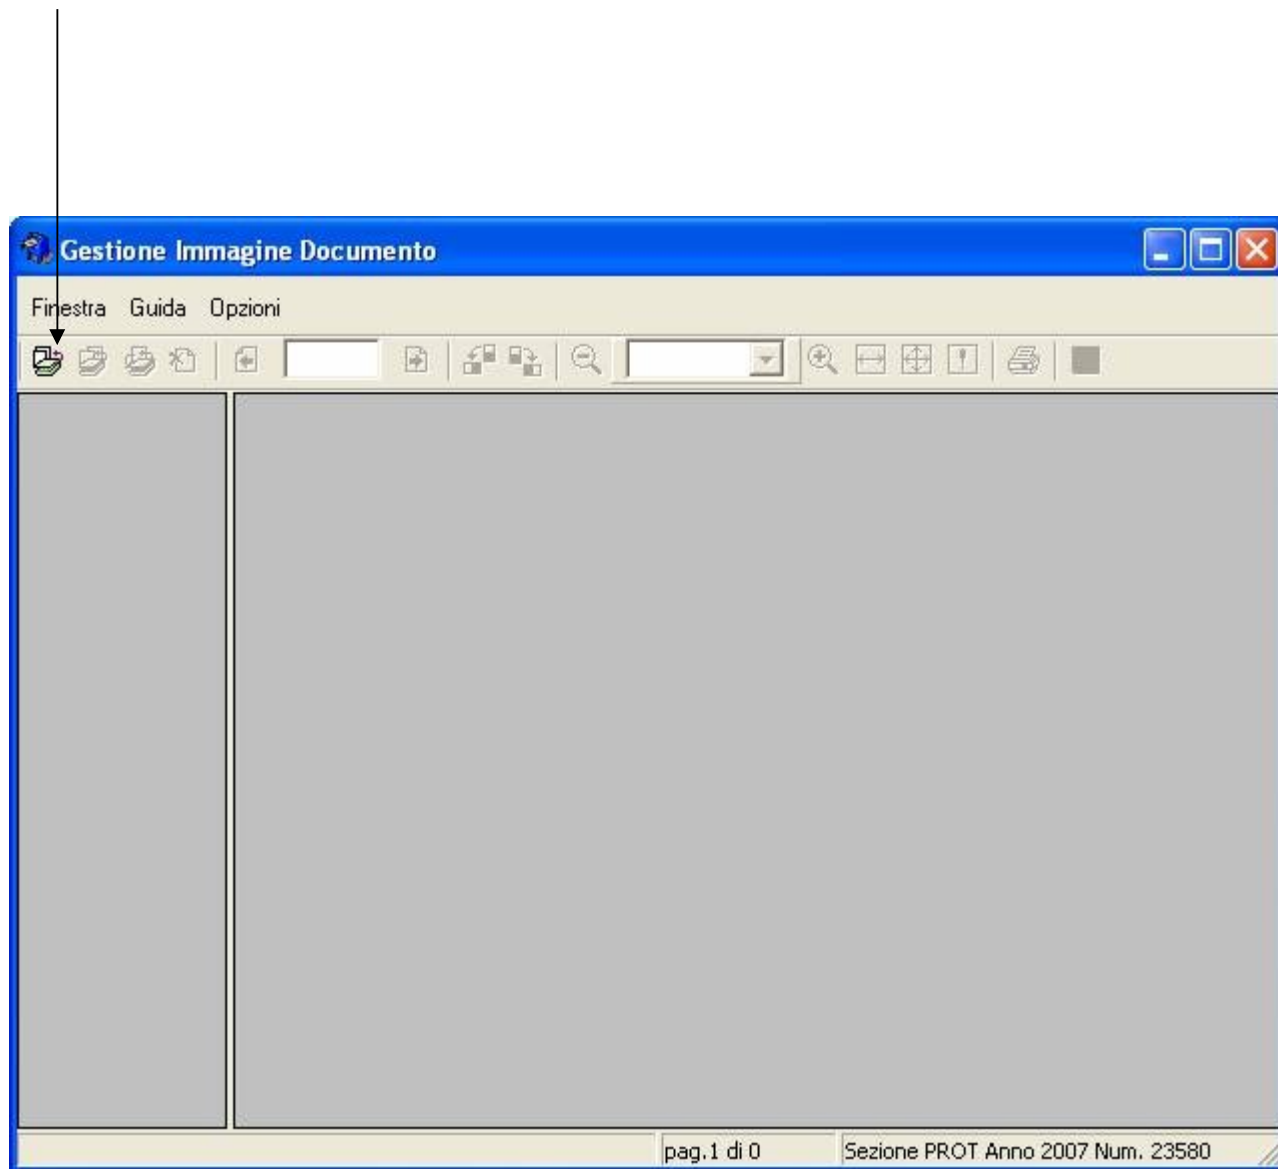 Gestione Immagine Documento
Finestra Guida Opzioni
pag.1 di 0 Sezione PROT Anno 2007 Num. 23580